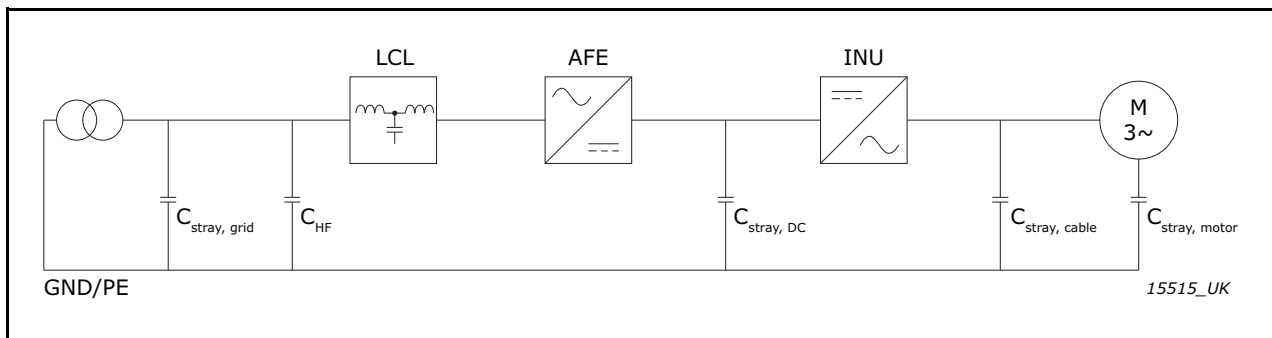 LCL
AFE
INU
M
3~
C stray, grid
C HF
C stray, DC
C stray, cable
C stray, motor
GND/PE
15515_UK